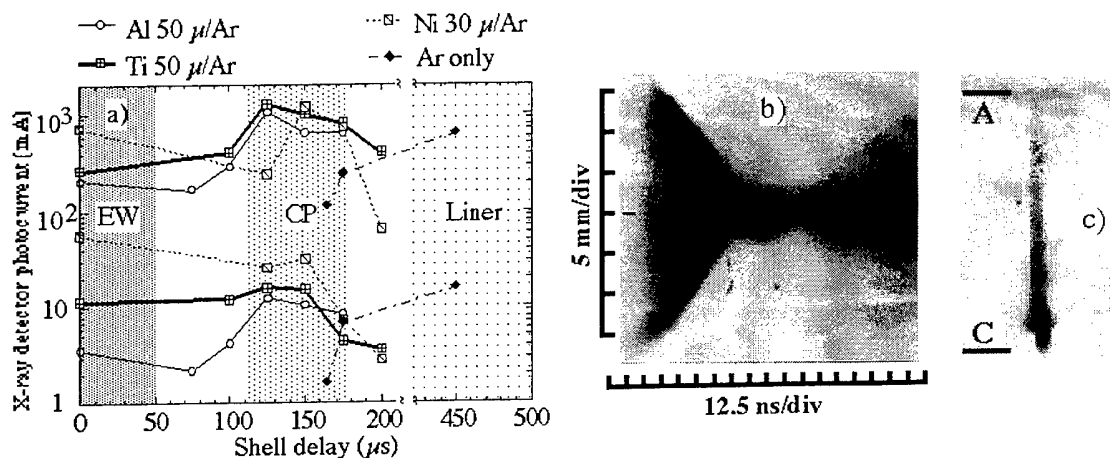 Al 50 μ/Ar
Ni 30 μ/Ar
Ti 50 μ/Ar
Ar only
X-ray detector photocurrent [mA]
10³
10²
10
1
a)
EW
CP
Liner
0
50
100
150
200
450
500
Shell delay (μs)
b)
5 mm/div
12.5 ns/div
A
c)
C